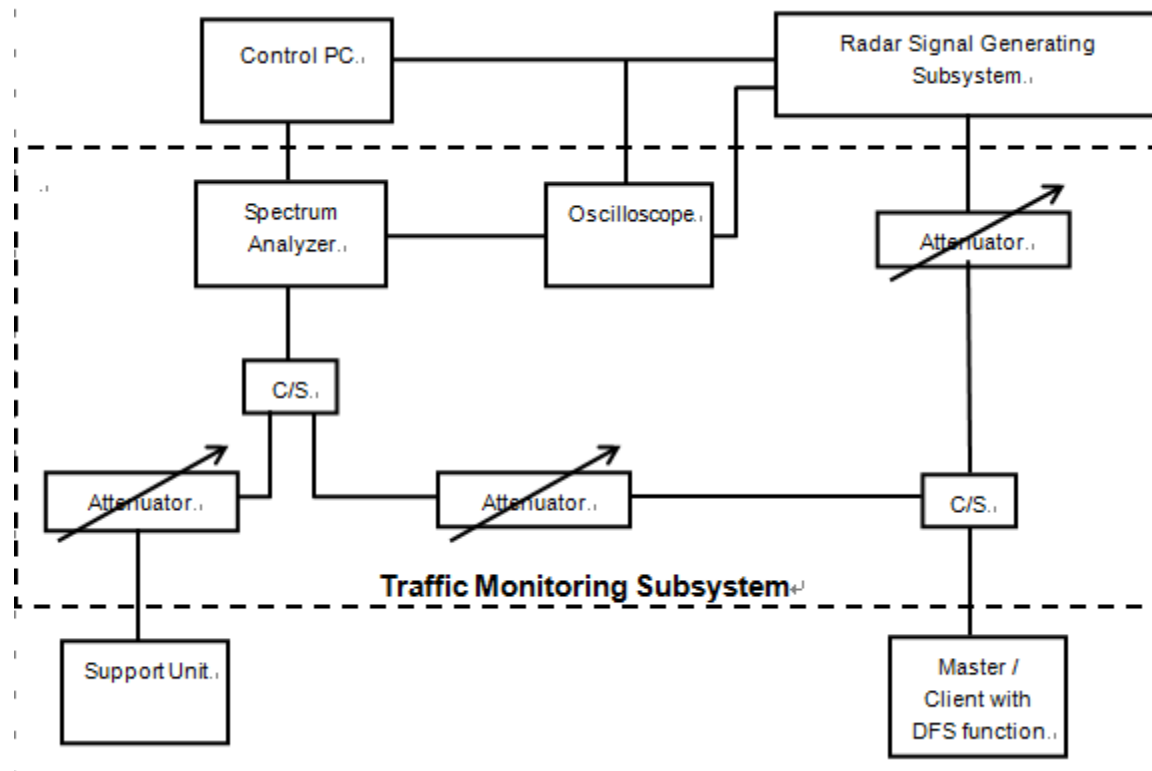 Control PC.
Radar Signal Generating
Subsystem.
Spectrum
Analyzer.
Oscilloscope.
Attenuator.
C/S.
Attenuator.
Attenuator.
C/S.
Traffic Monitoring Subsystem
Support Unit.
Master /
Client with
DFS function.